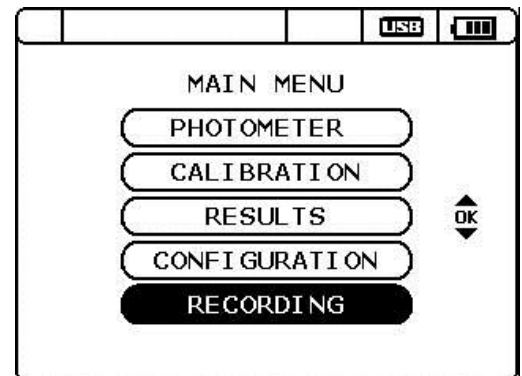 USB
MAIN MENU
PHOTOMETER
CALIBRATION
RESULTS
OK
CONFIGURATION
RECORDING